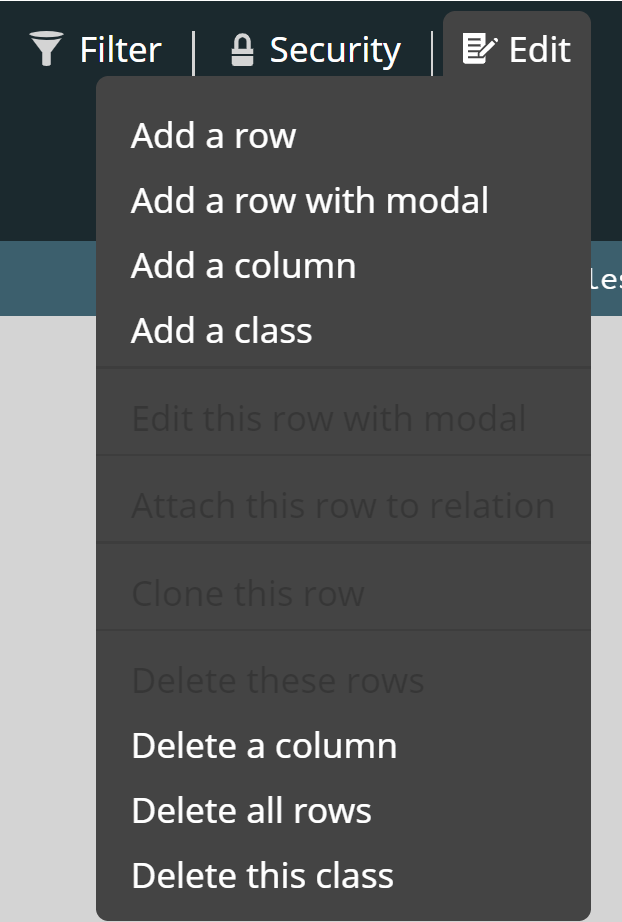 Filter | Security | Edit
Add a row
Add a row with modal
Add a column
Add a class
Edit this row with modal
Attach this row to relation
Clone this row
Delete these rows
Delete a column
Delete all rows
Delete this class